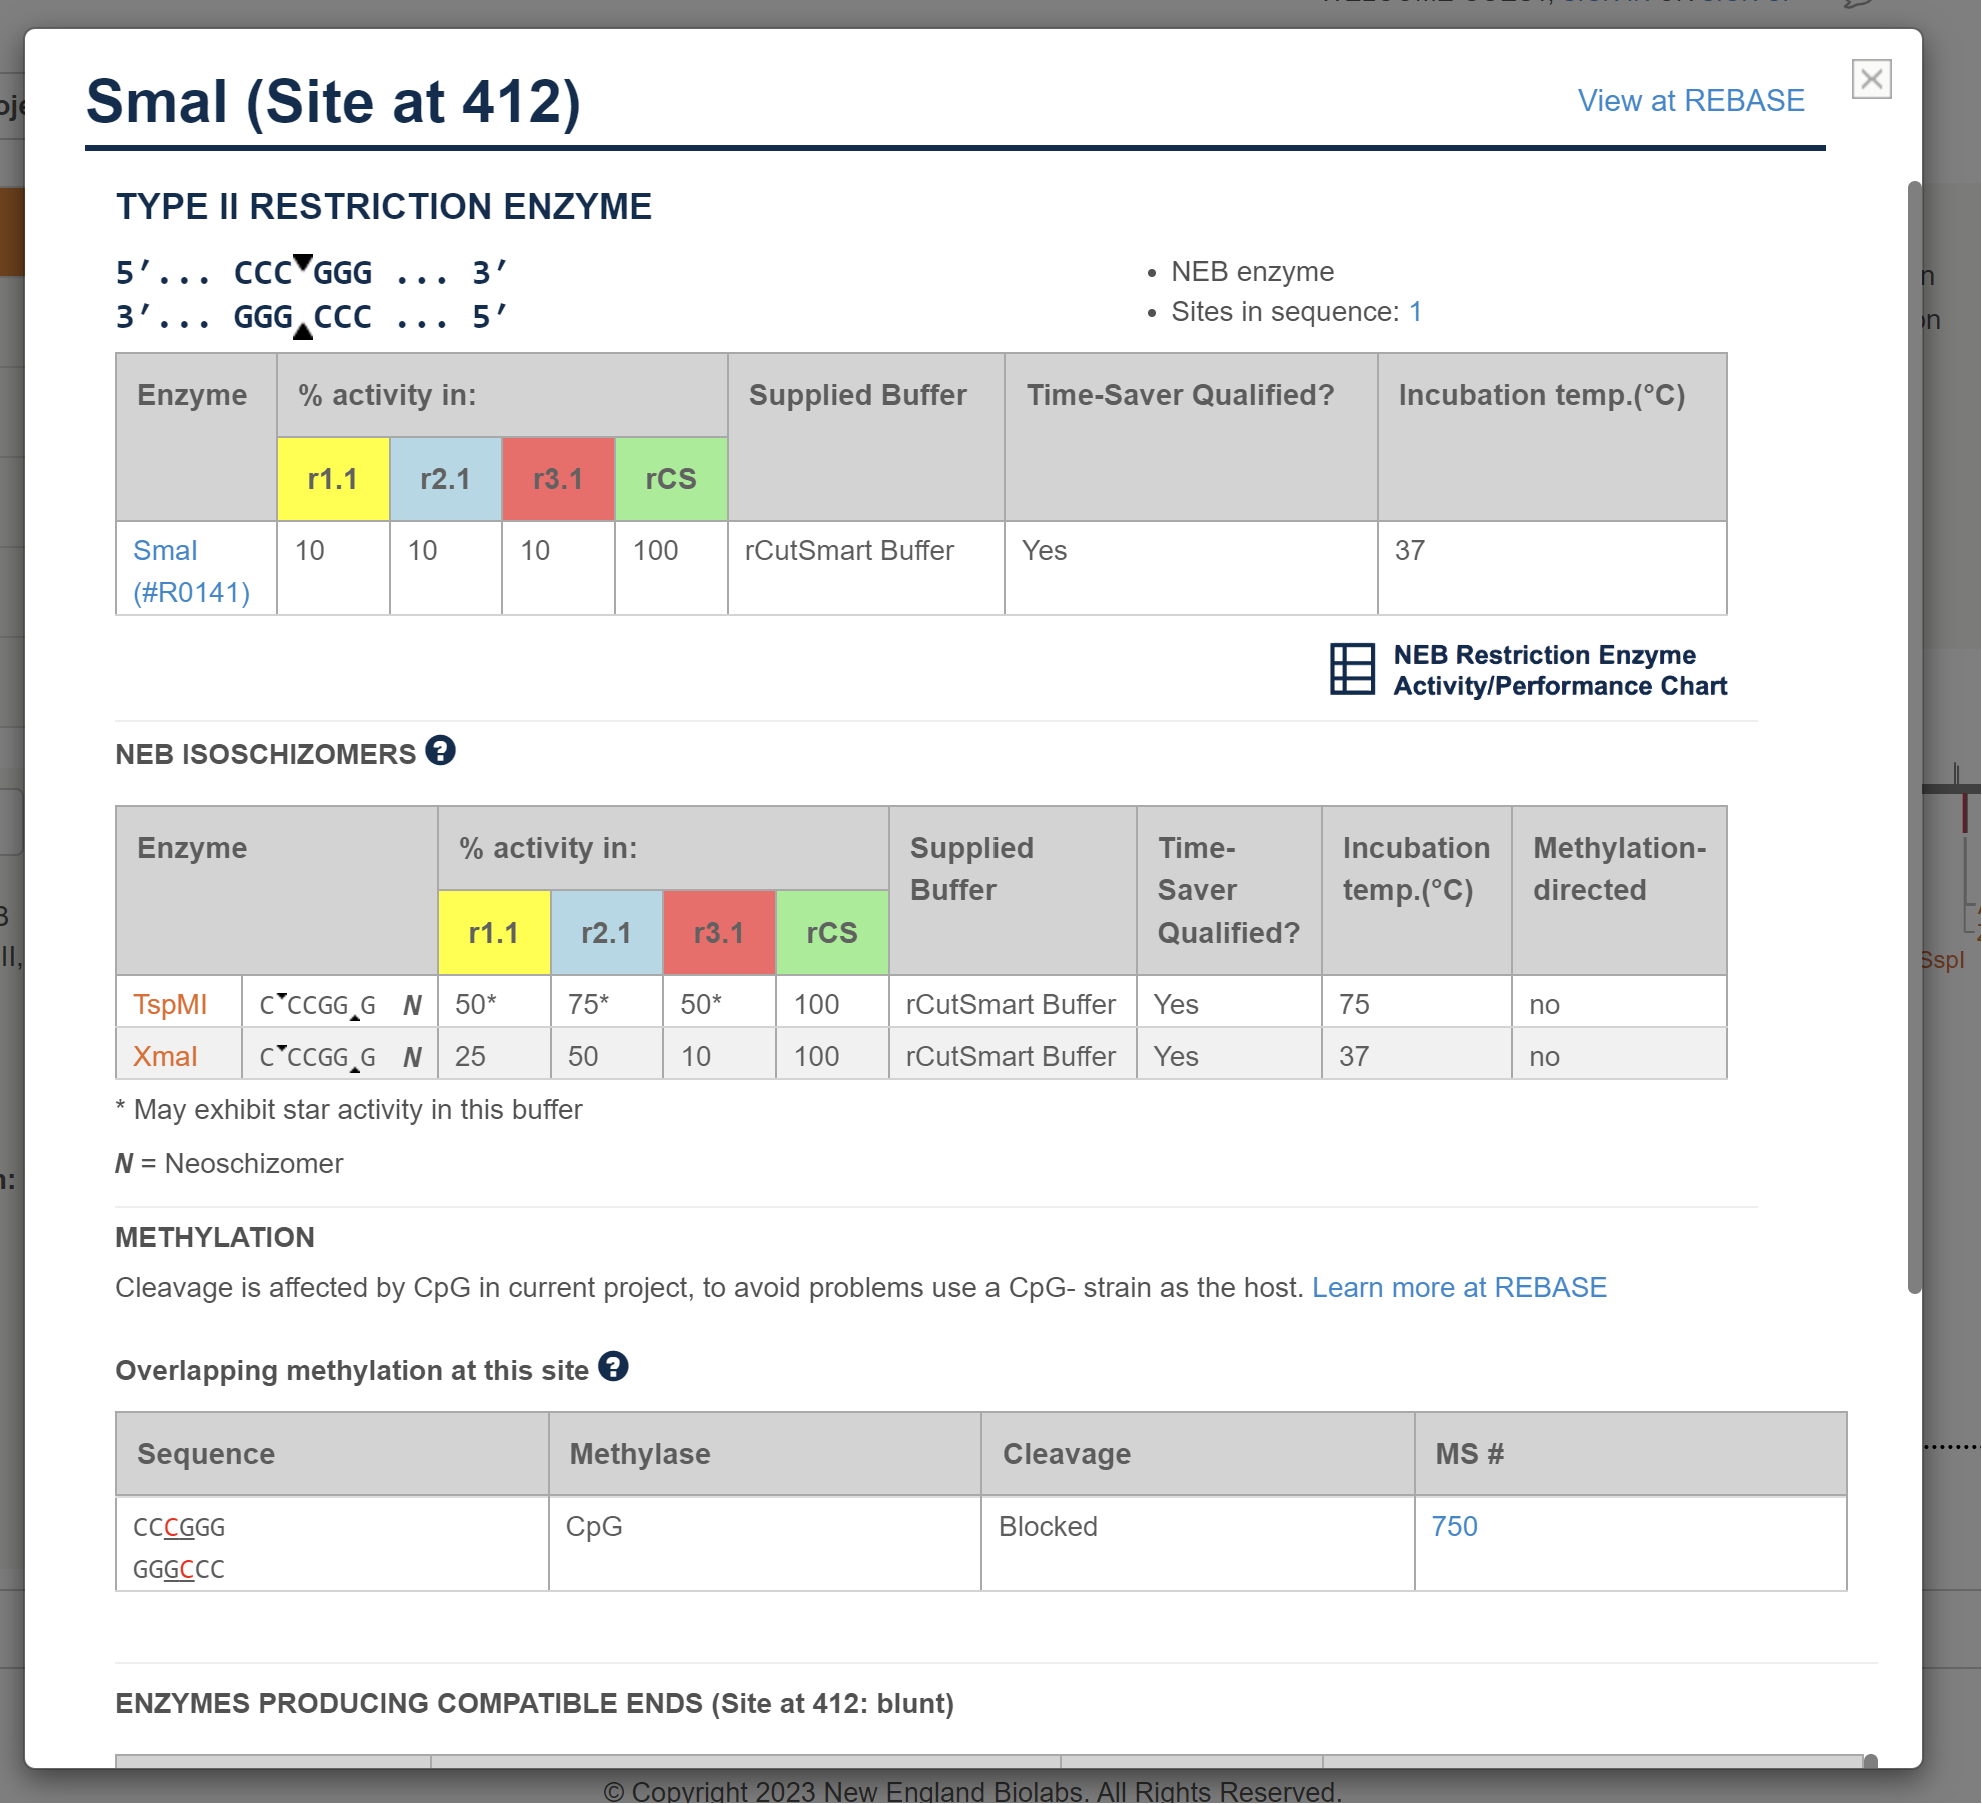 SmaI (Site at 412)
View at REBASE
TYPE II RESTRICTION ENZYME
5′... CCC▼GGG ... 3′
3′... GGG▲CCC ... 5′
• NEB enzyme
• Sites in sequence: 1
Enzyme % activity in: Supplied Buffer Time-Saver Qualified? Incubation temp.(°C)
r1.1 r2.1 r3.1 rCS
SmaI 10 10 10 100 rCutSmart Buffer Yes 37
(#R0141)
NEB Restriction Enzyme
Activity/Performance Chart
NEB ISOSCHIZOMERS ?
Enzyme % activity in: Supplied Time- Incubation Methylation-
Buffer Saver temp.(°C) directed
r1.1 r2.1 r3.1 rCS Qualified?
TspMI C▼CCGG▲G N 50* 75* 50* 100 rCutSmart Buffer Yes 75 no
XmaI C▼CCGG▲G N 25 50 10 100 rCutSmart Buffer Yes 37 no
* May exhibit star activity in this buffer
N = Neoschizomer
METHYLATION
Cleavage is affected by CpG in current project, to avoid problems use a CpG- strain as the host. Learn more at REBASE
Overlapping methylation at this site ?
Sequence Methylase Cleavage MS #
CCCGGG CpG Blocked 750
GGGCCC
ENZYMES PRODUCING COMPATIBLE ENDS (Site at 412: blunt)
SspI
© Copyright 2023 New England Biolabs. All Rights Reserved.